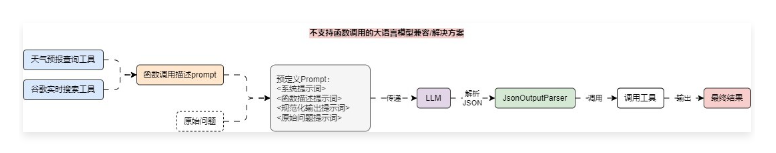 不支持函数调用的大语言模型兼容/解决方案
天气预报查询工具
谷歌实时搜索工具
函数调用描述prompt
原始问题
预定义Prompt：
<系统提示词>
<函数描述提示词>
<规范化输出提示词>
<原始问题提示词>
传递
LLM
解析
JSON
JsonOutputParser
调用
调用工具
输出
最终结果